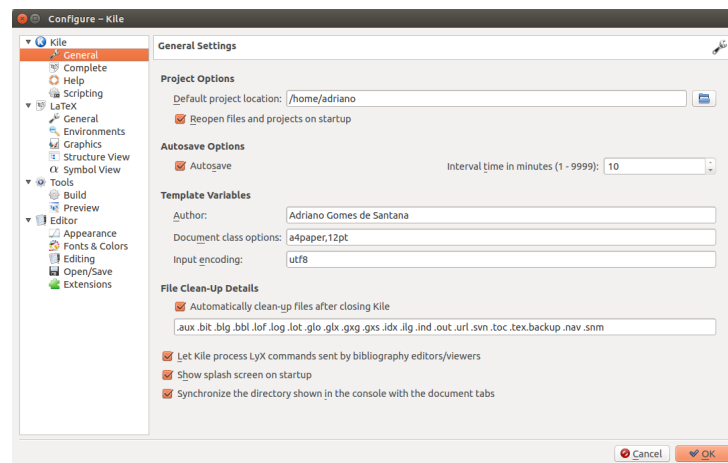 Configure – Kile
Kile
General
Complete
Help
Scripting
LaTeX
General
Environments
Graphics
Structure View
Symbol View
Tools
Build
Preview
Editor
Appearance
Fonts & Colors
Editing
Open/Save
Extensions
General Settings
Project Options
Default project location: /home/adriano
Reopen files and projects on startup
Autosave Options
Autosave Interval time in minutes (1 - 9999): 10
Template Variables
Author: Adriano Gomes de Santana
Document class options: a4paper,12pt
Input encoding: utf8
File Clean-Up Details
Automatically clean-up files after closing Kile
.aux .bit .blg .bbl .lof .log .lot .glo .glx .gxg .gxs .idx .ilg .ind .out .url .svn .toc .tex.backup .nav .snm
Let Kile process LyX commands sent by bibliography editors/viewers
Show splash screen on startup
Synchronize the directory shown in the console with the document tabs
Cancel OK